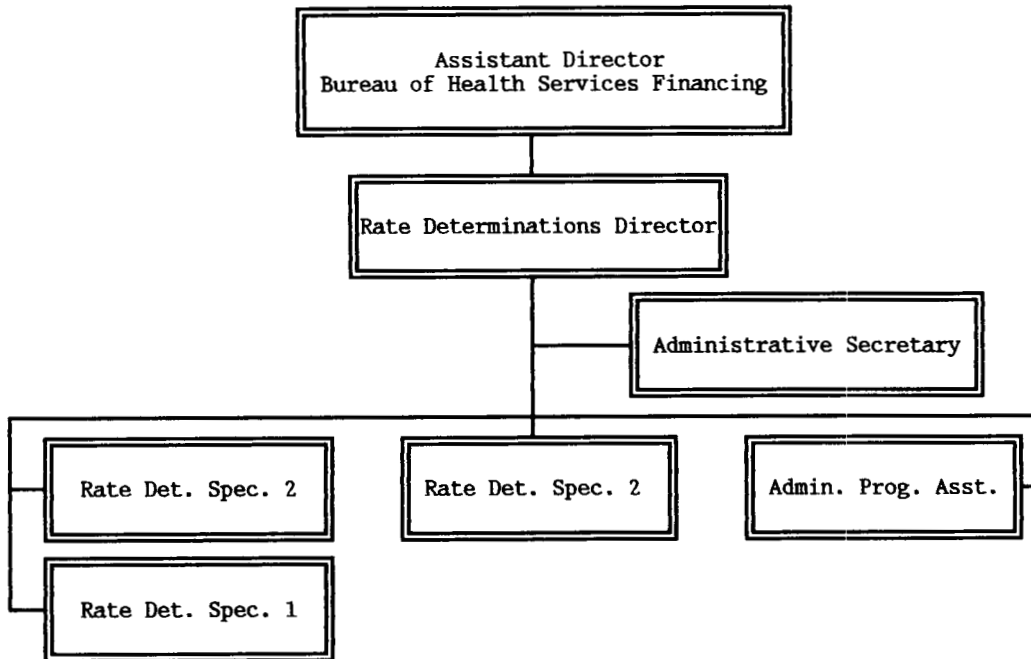 Assistant Director
Bureau of Health Services Financing
Rate Determinations Director
Administrative Secretary
Rate Det. Spec. 2
Rate Det. Spec. 2
Admin. Prog. Asst.
Rate Det. Spec. 1